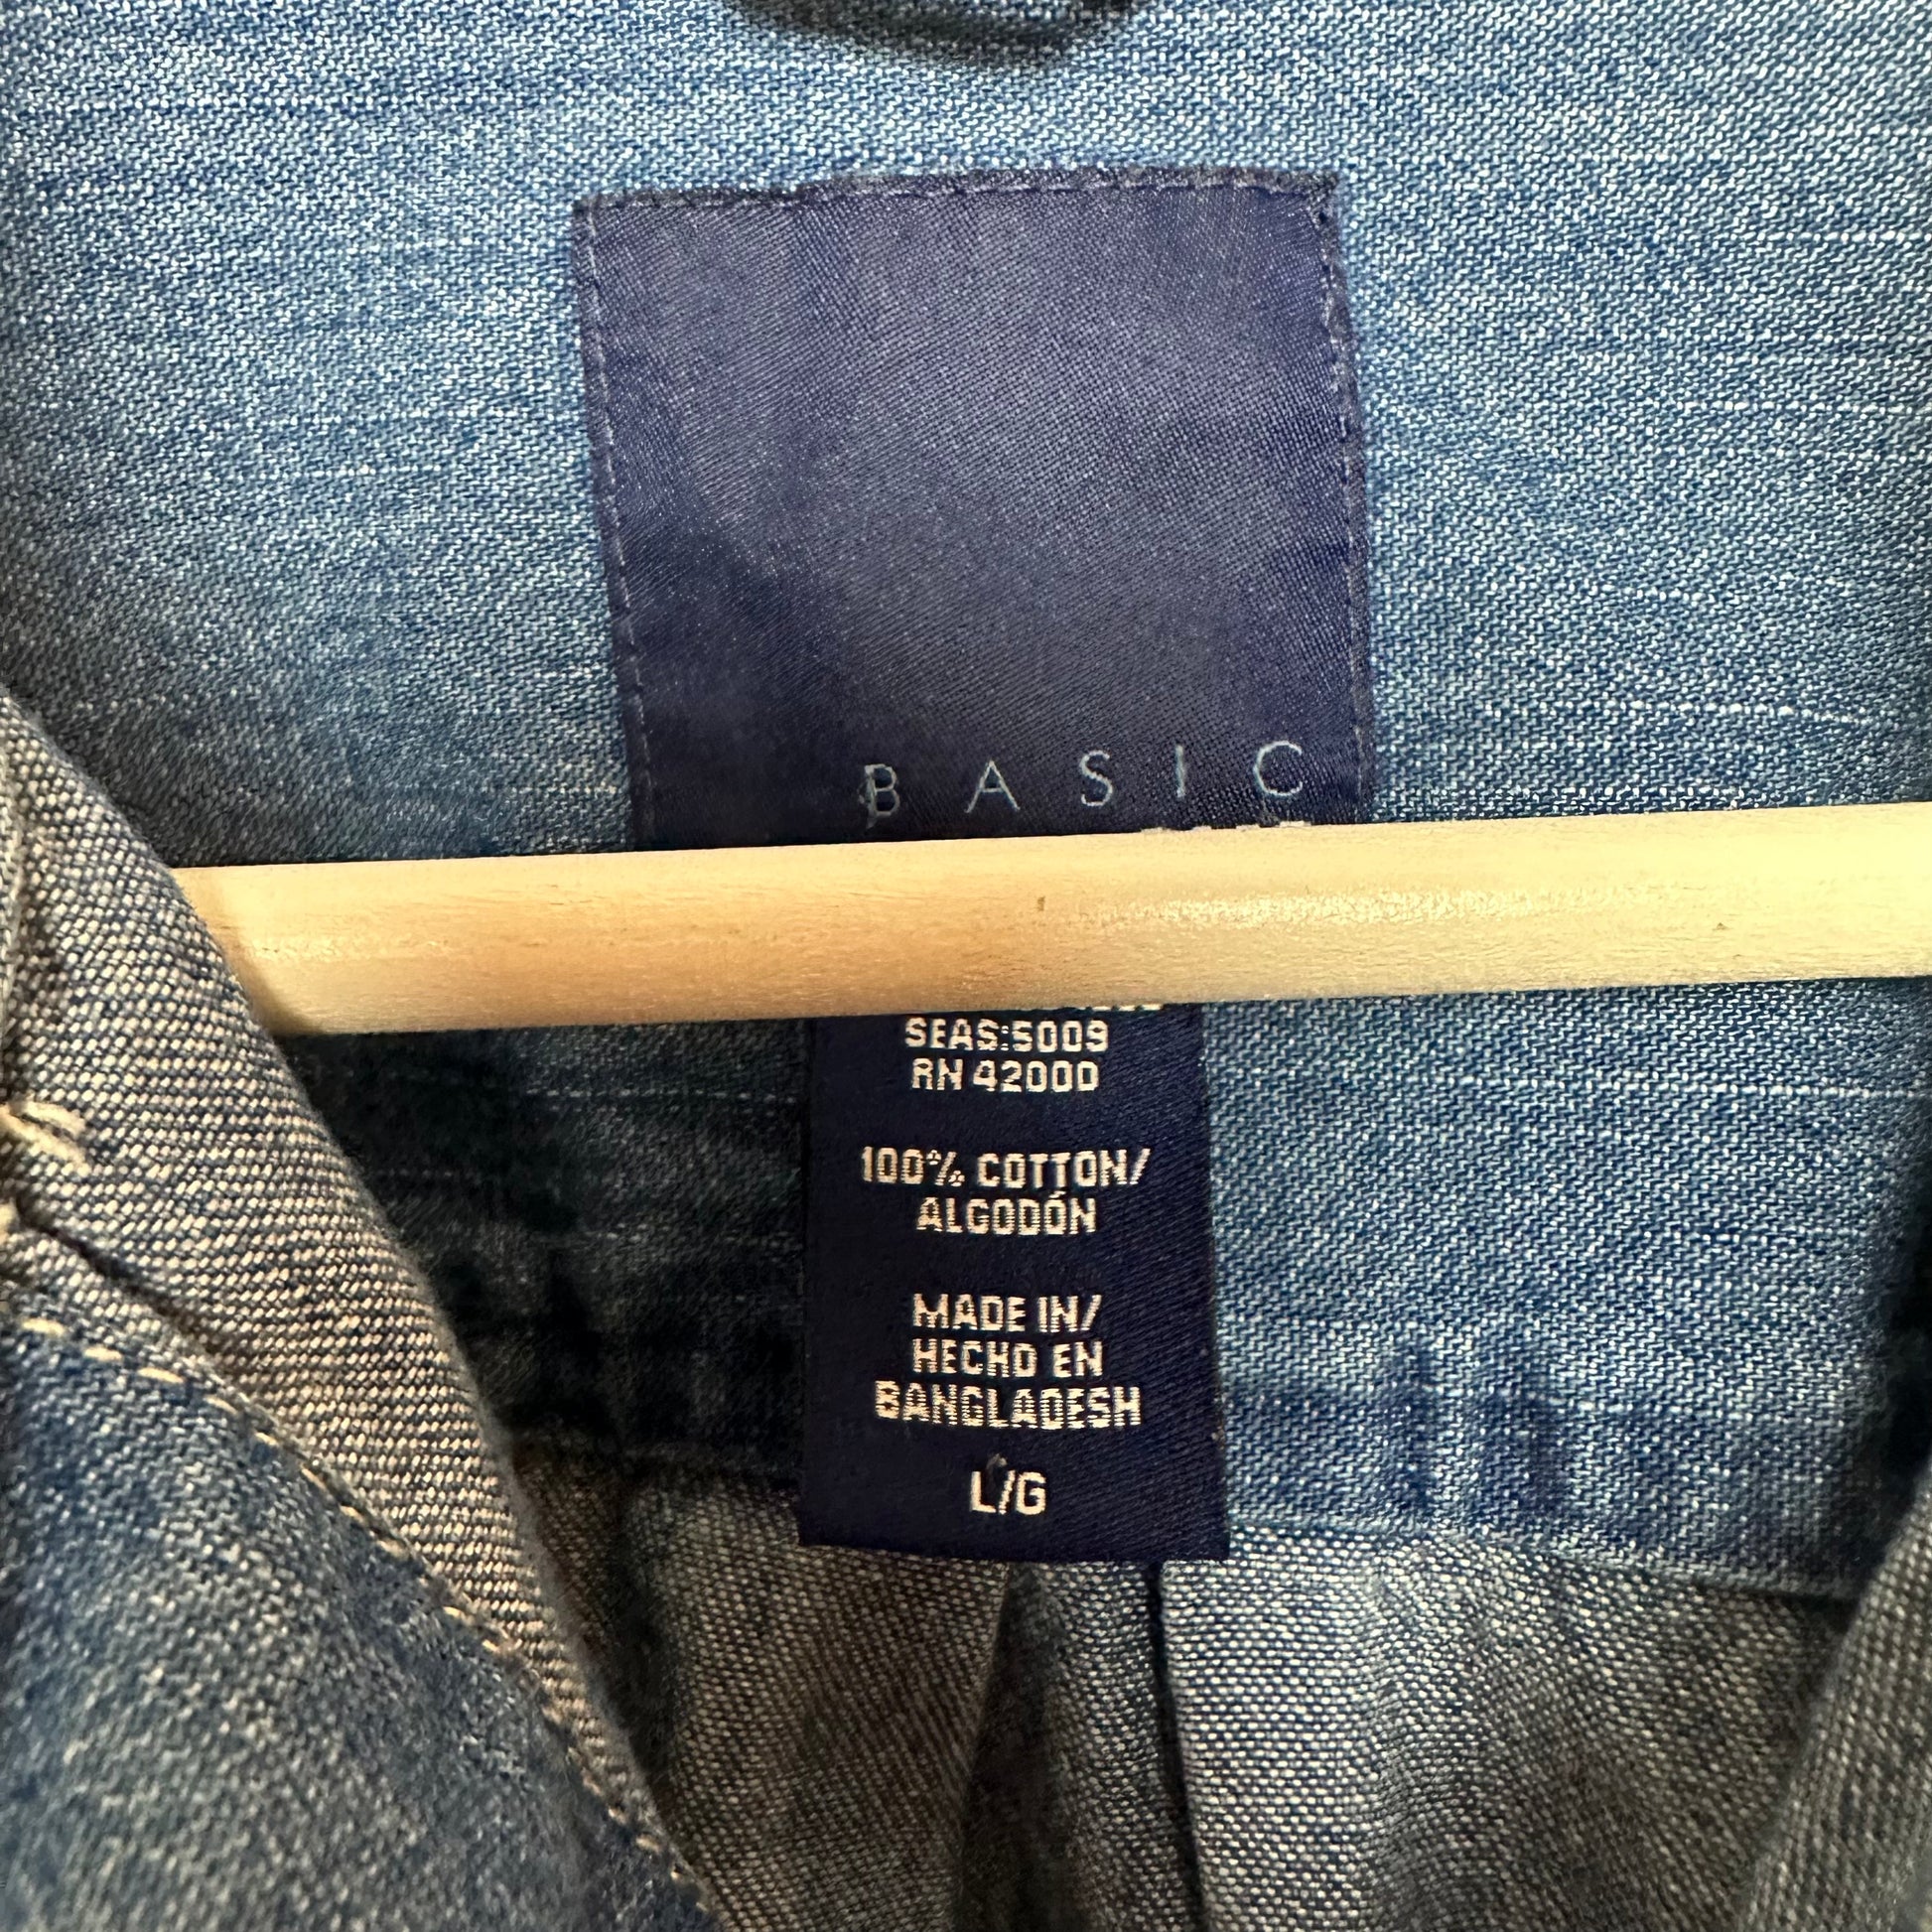 BASIC
SEAS:5009
RN 42000
100% COTTON/
ALGODÓN
MADE IN/
HECHO EN
BANGLADESH
L/G